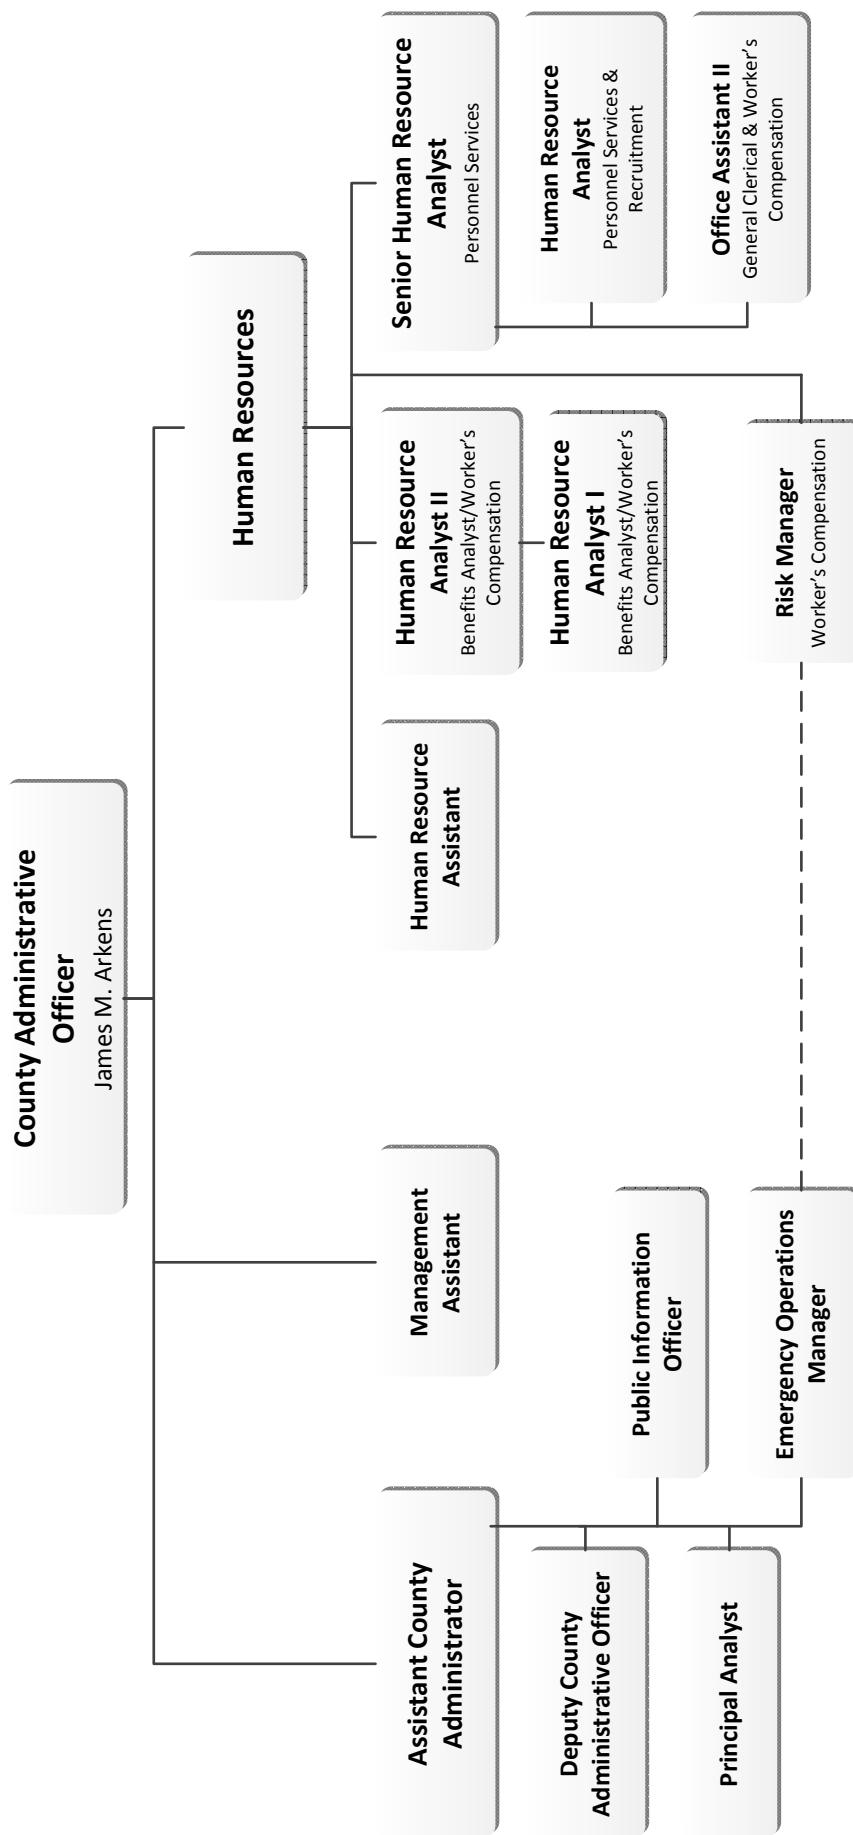 County Administrative
Officer
James M. Arkens
Assistant County
Administrator
Deputy County
Administrative Officer
Principal Analyst
Public Information
Officer
Emergency Operations
Manager
Management
Assistant
Human Resources
Human Resource
Assistant
Human Resource
Analyst II
Benefits Analyst/Worker's
Compensation
Human Resource
Analyst I
Benefits Analyst/Worker's
Compensation
Risk Manager
Worker's Compensation
Senior Human Resource
Analyst
Personnel Services
Human Resource
Analyst
Personnel Services &
Recruitment
Office Assistant II
General Clerical & Worker's
Compensation